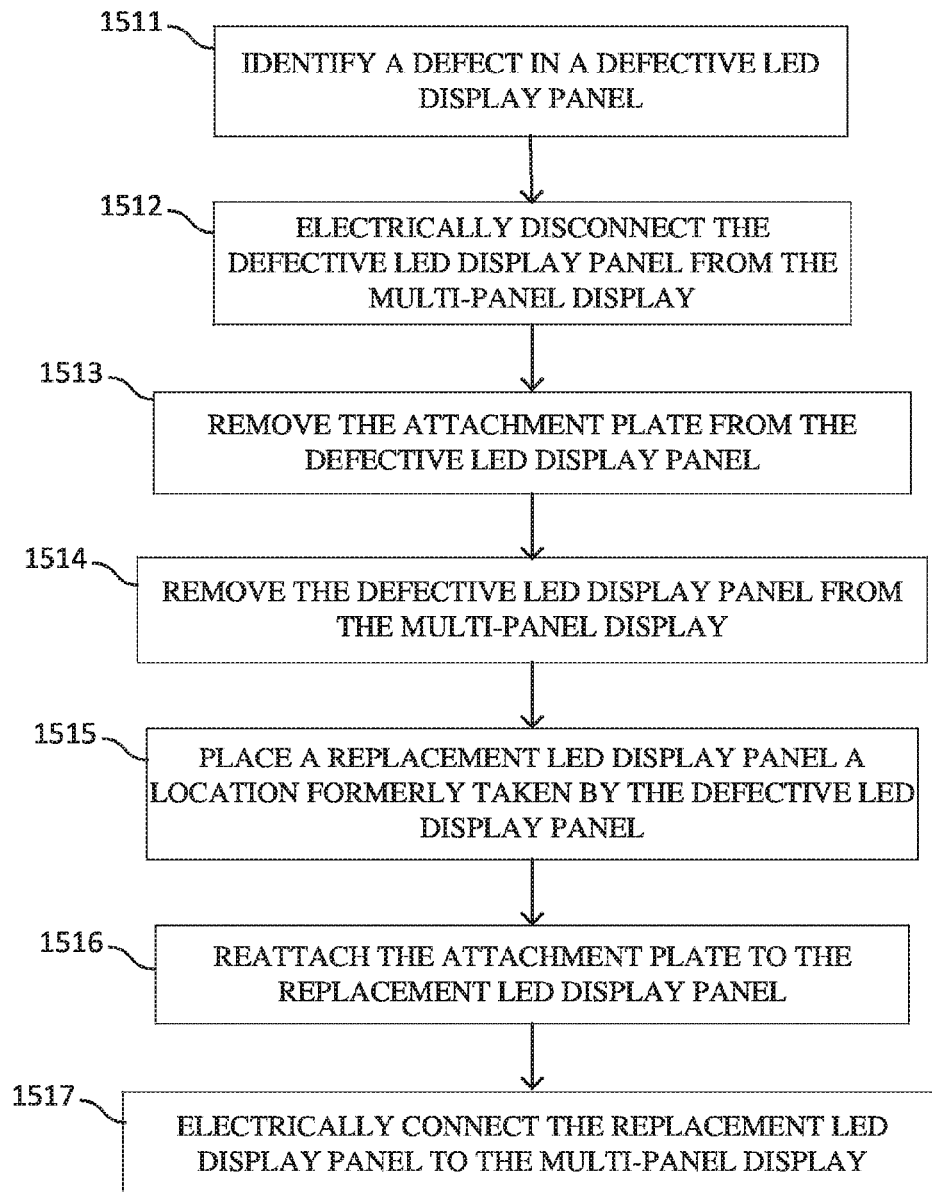 1511
IDENTIFY A DEFECT IN A DEFECTIVE LED
DISPLAY PANEL
1512
ELECTRICALLY DISCONNECT THE
DEFECTIVE LED DISPLAY PANEL FROM THE
MULTI-PANEL DISPLAY
1513
REMOVE THE ATTACHMENT PLATE FROM THE
DEFECTIVE LED DISPLAY PANEL
1514
REMOVE THE DEFECTIVE LED DISPLAY PANEL FROM
THE MULTI-PANEL DISPLAY
1515
PLACE A REPLACEMENT LED DISPLAY PANEL A
LOCATION FORMERLY TAKEN BY THE DEFECTIVE LED
DISPLAY PANEL
1516
REATTACH THE ATTACHMENT PLATE TO THE
REPLACEMENT LED DISPLAY PANEL
1517
ELECTRICALLY CONNECT THE REPLACEMENT LED
DISPLAY PANEL TO THE MULTI-PANEL DISPLAY